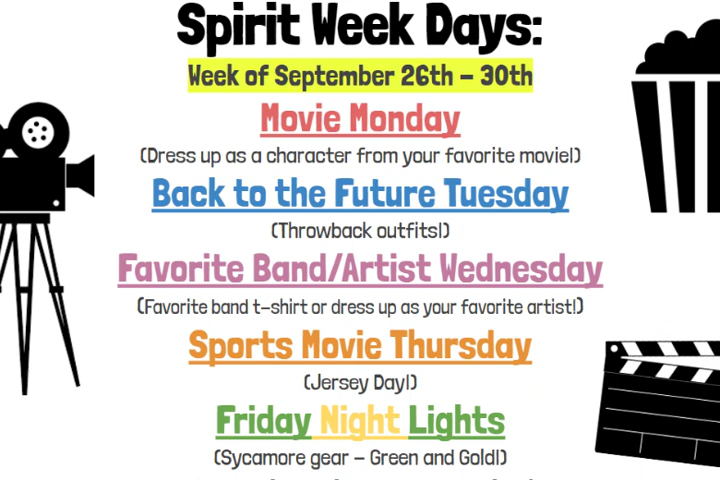 Spirit Week Days:
Week of September 26th - 30th
Movie Monday
(Dress up as a character from your favorite movie!)
Back to the Future Tuesday
(Throwback outfits!)
Favorite Band/Artist Wednesday
(Favorite band t-shirt or dress up as your favorite artist!)
Sports Movie Thursday
(Jersey Day!)
Friday Night Lights
(Sycamore gear - Green and Gold!)